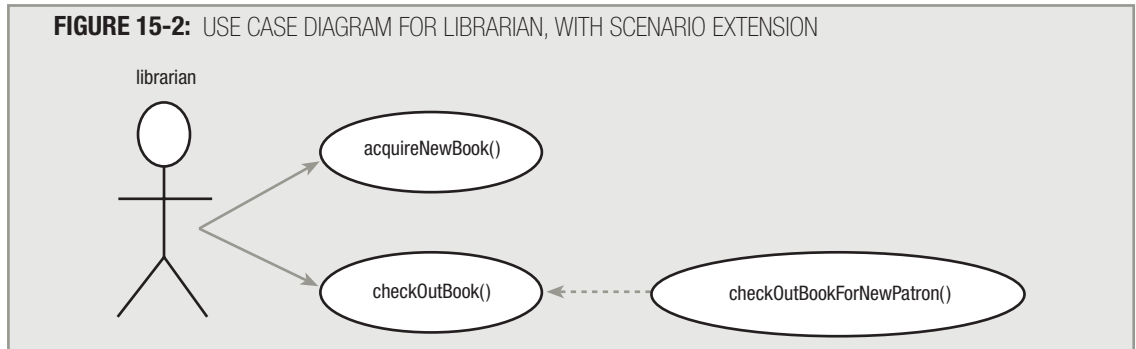 FIGURE 15-2: USE CASE DIAGRAM FOR LIBRARIAN, WITH SCENARIO EXTENSION
librarian
acquireNewBook()
checkOutBook()
checkOutBookForNewPatron()